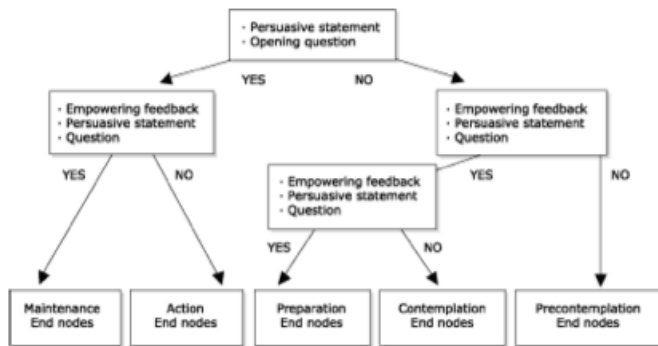 · Persuasive statement
· Opening question
YES
NO
· Empowering feedback
· Persuasive statement
· Question
· Empowering feedback
· Persuasive statement
· Question
YES
NO
YES
NO
· Empowering feedback
· Persuasive statement
· Question
YES
NO
Maintenance
End nodes
Action
End nodes
Preparation
End nodes
Contemplation
End nodes
Precontemplation
End nodes